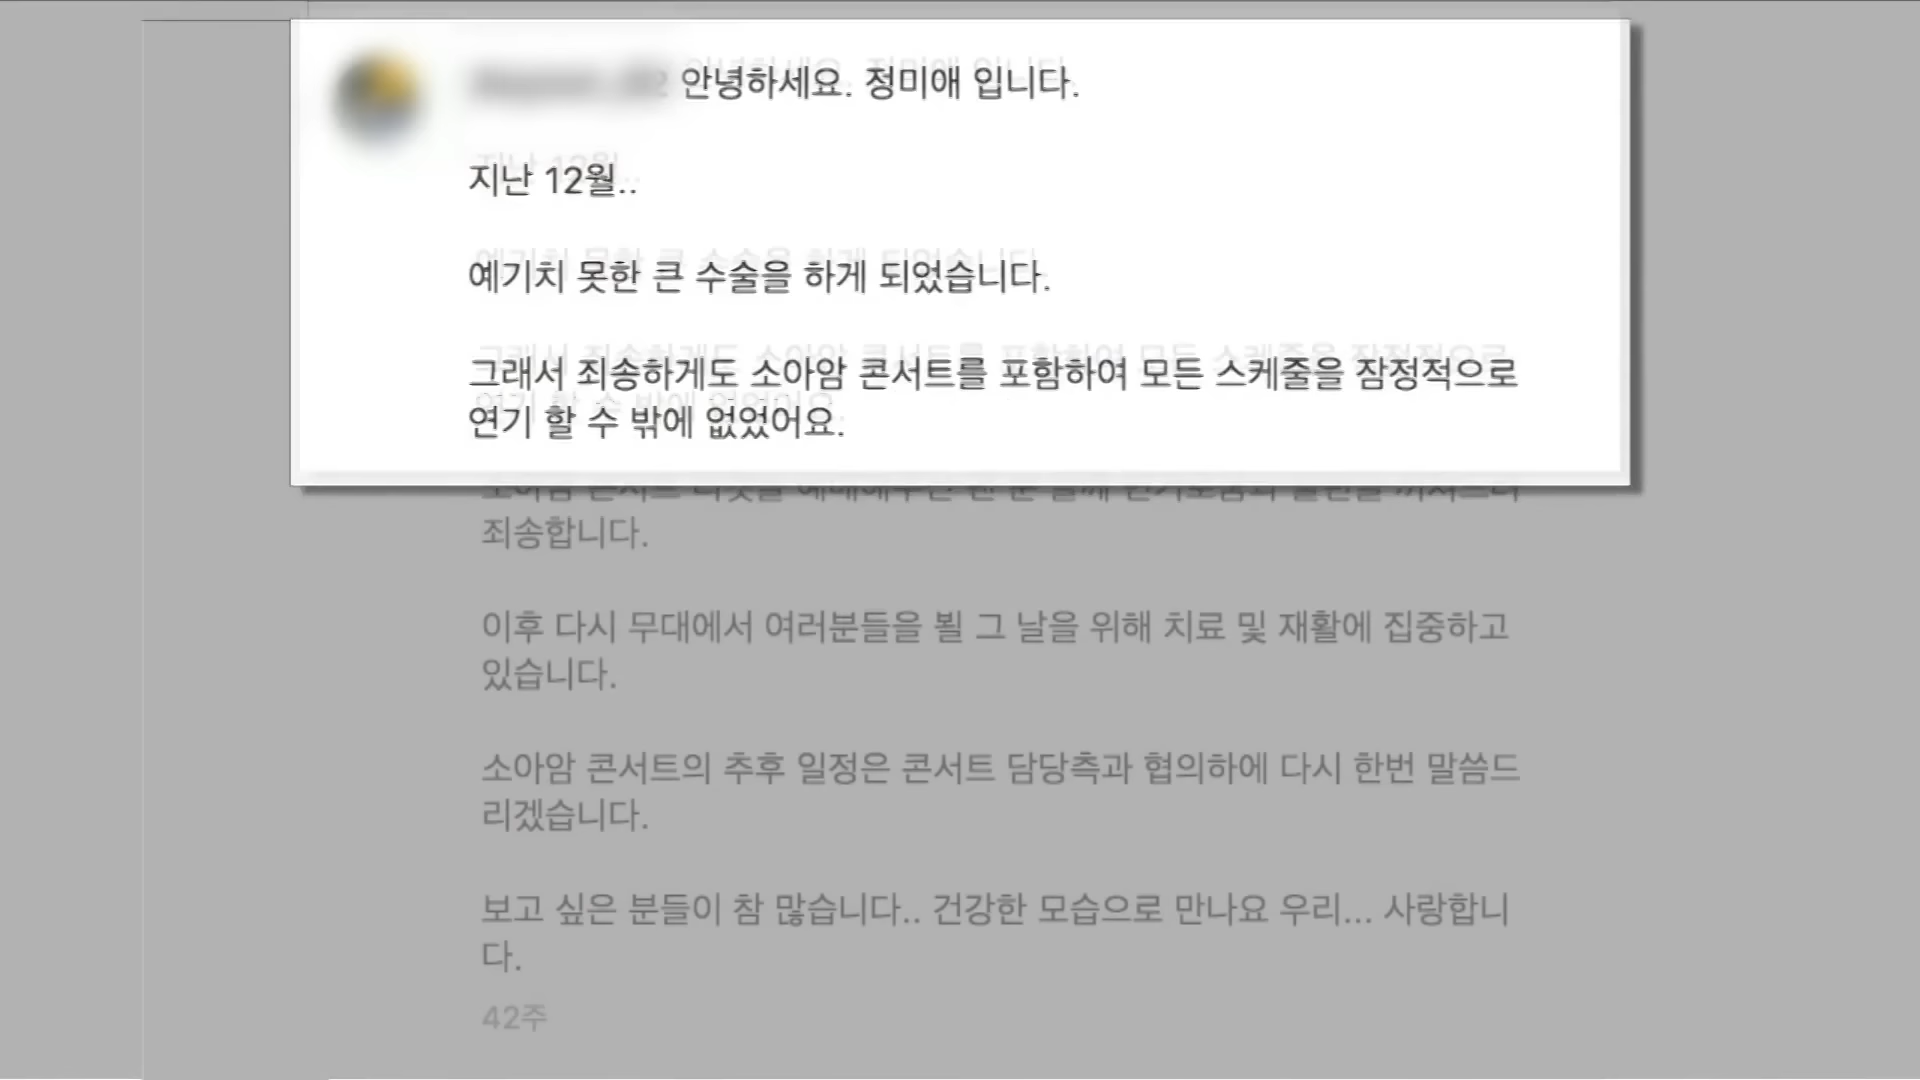 안녕하세요. 정미애 입니다.
지난 12월..
예기치 못한 큰 수술을 하게 되었습니다.
그래서 죄송하게도 소아암 콘서트를 포함하여 모든 스케줄을 잠정적으로
연기 할 수 밖에 없었어요.
소아암 콘서트
죄송합니다.
이후 다시 무대에서 여러분들을 뵐 그 날을 위해 치료 및 재활에 집중하고
있습니다.
소아암 콘서트의 추후 일정은 콘서트 담당측과 협의하에 다시 한번 말씀드
리겠습니다.
보고 싶은 분들이 참 많습니다.. 건강한 모습으로 만나요 우리... 사랑합니
다.
42주